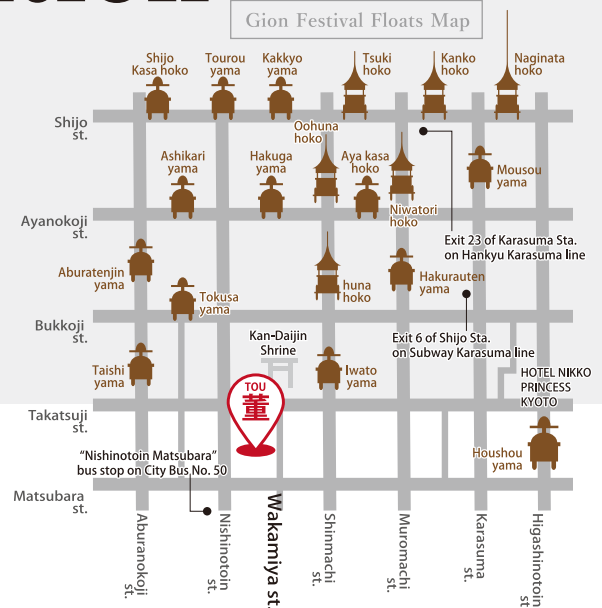 Gion Festival Floats Map
Shijo
Kasa hoko
Tourou
yama
Kakkyo
yama
Tsuki
hoko
Kanko
hoko
Naginata
hoko
Shijo
st.
Oohuna
hoko
Ashikari
yama
Hakuga
yama
Aya kasa
hoko
Mousou
yama
Niwatori
hoko
Ayanokoji
st.
Exit 23 of Karasuma Sta.
on Hankyu Karasuma line
Aburatenjin
yama
Tokusa
yama
huna
hoko
Hakurauten
yama
Bukkoji
st.
Kan-Daijin
Shrine
Exit 6 of Shijo Sta.
on Subway Karasuma line
Taishi
yama
Iwato
yama
HOTEL NIKKO
PRINCESS
KYOTO
TOU
董
Takatsuji
st.
Houshou
yama
“Nishinotoin Matsubara”
bus stop on City Bus No. 50
Matsubara
st.
Aburanokoji
st.
Nishinotoin
st.
Wakamiya st.
Shinmachi
st.
Muromachi
st.
Karasuma
st.
Higashinotoin
st.